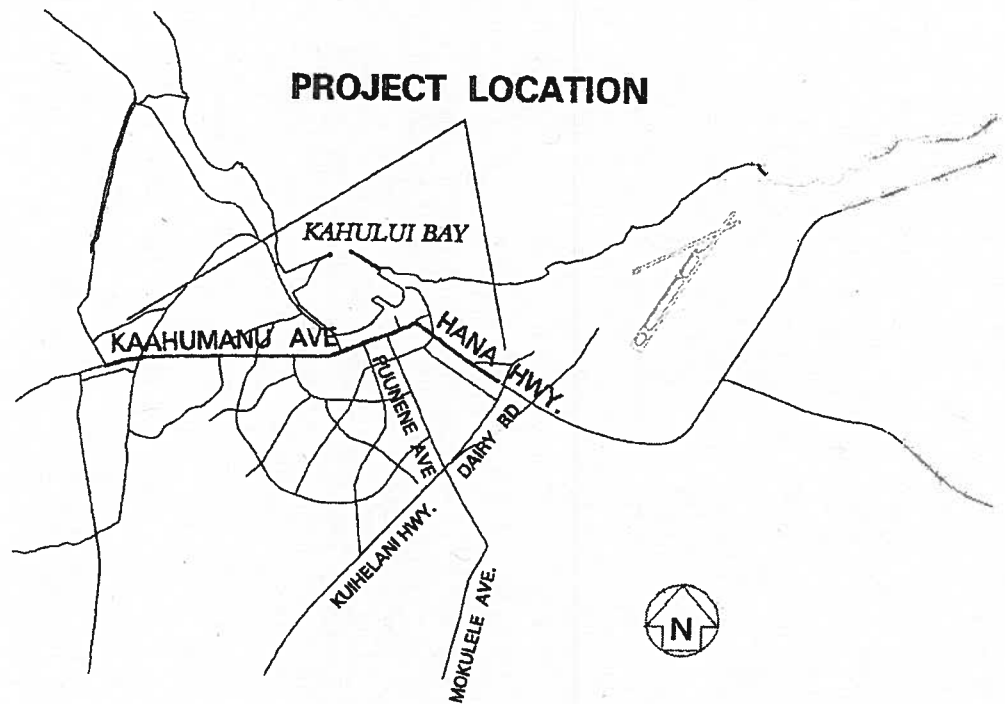 PROJECT LOCATION
KAHULUI BAY
KAAHUMANU AVE
HANA HWY.
PUUNENE AVE
DAIRY RD
KUIHELANI HWY.
MOKULELE AVE.
N